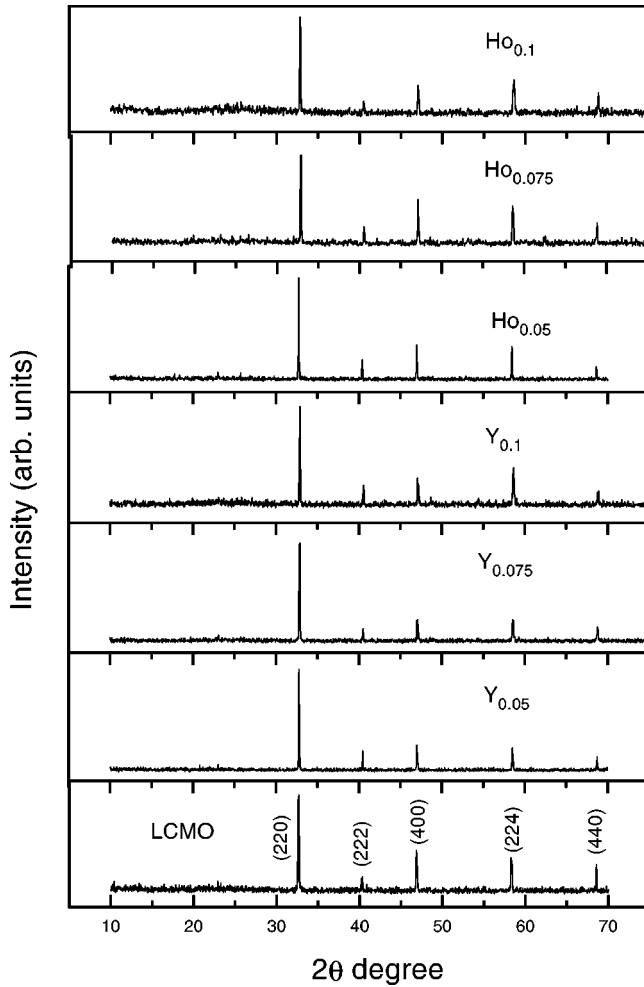 Ho0.1
Ho0.075
Ho0.05
Y0.1
Y0.075
Y0.05
LCMO
(220)
(222)
(400)
(224)
(440)
10 20 30 40 50 60 70
2θ degree
Intensity (arb. units)